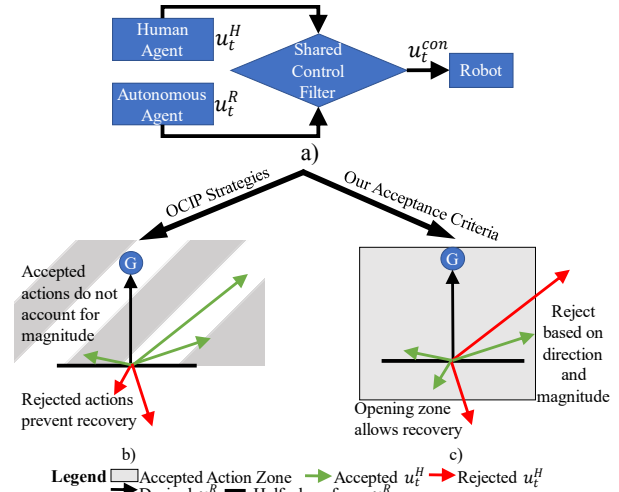 Human
Agent
u_t^H
Autonomous
Agent
u_t^R
Shared
Control
Filter
u_t^con
Robot
a)
OCIP Strategies
Our Acceptance Criteria
G
Accepted
actions do not
account for
magnitude
Rejected actions
prevent recovery
b)
G
Reject
based on
direction
and
magnitude
Opening zone
allows recovery
c)
Legend Accepted Action Zone Accepted u_t^H Rejected u_t^H